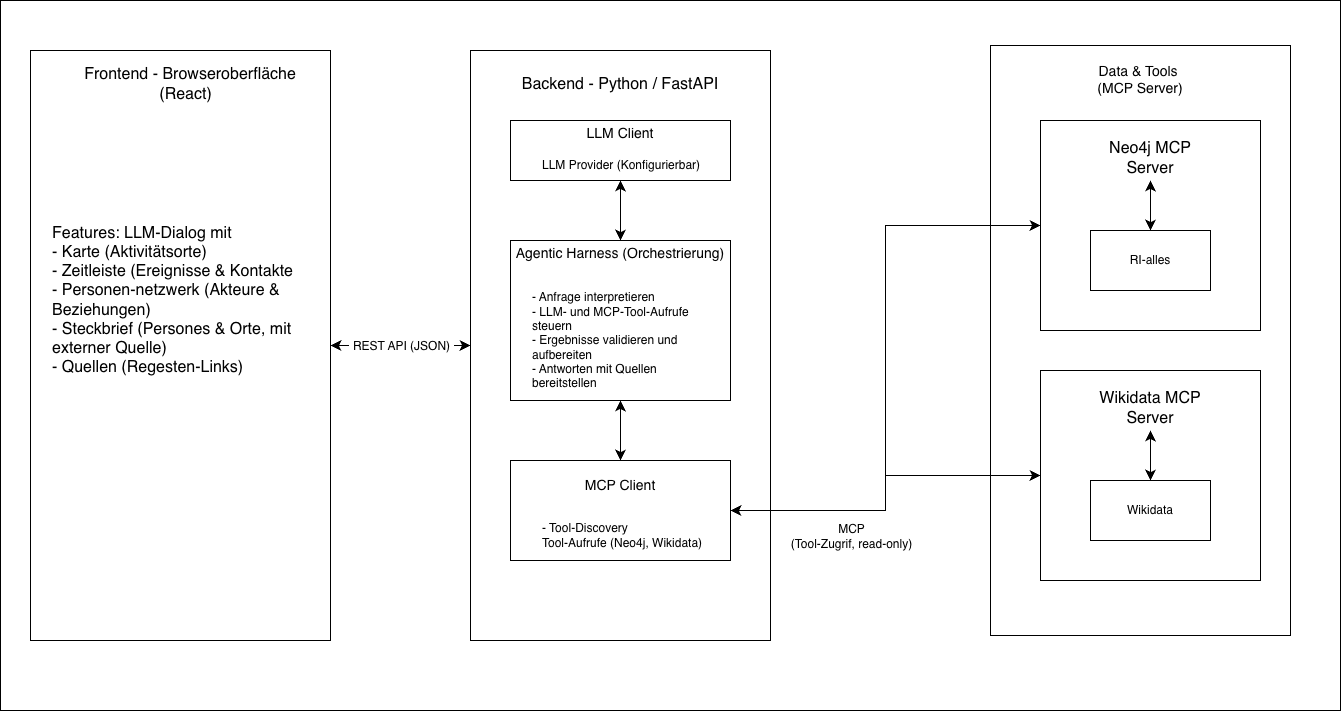 Frontend - Browseroberfläche
(React)
Features: LLM-Dialog mit
- Karte (Aktivitätsorte)
- Zeitleiste (Ereignisse & Kontakte
- Personen-netzwerk (Akteure &
Beziehungen)
- Steckbrief (Persones & Orte, mit
externer Quelle)
- Quellen (Regesten-Links)
REST API (JSON)
Backend - Python / FastAPI
LLM Client
LLM Provider (Konfigurierbar)
Agentic Harness (Orchestrierung)
- Anfrage interpretieren
- LLM- und MCP-Tool-Aufrufe
steuern
- Ergebnisse validieren und
aufbereiten
- Antworten mit Quellen
bereitstellen
MCP Client
- Tool-Discovery
Tool-Aufrufe (Neo4j, Wikidata)
MCP
(Tool-Zugrif, read-only)
Data & Tools
(MCP Server)
Neo4j MCP
Server
RI-alles
Wikidata MCP
Server
Wikidata